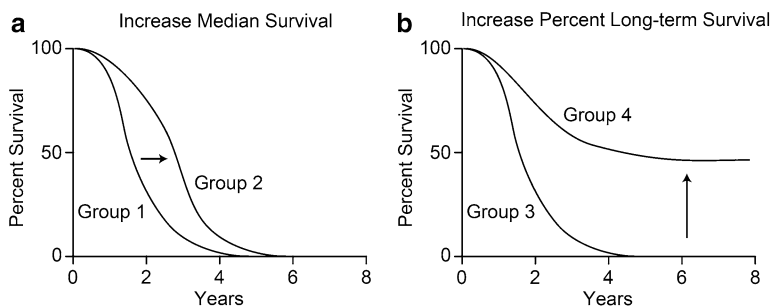 a
Increase Median Survival
Percent Survival
100
50
0
Group 1
Group 2
0 2 4 6 8
Years
b
Increase Percent Long-term Survival
Percent Survival
100
50
0
Group 4
Group 3
0 2 4 6 8
Years